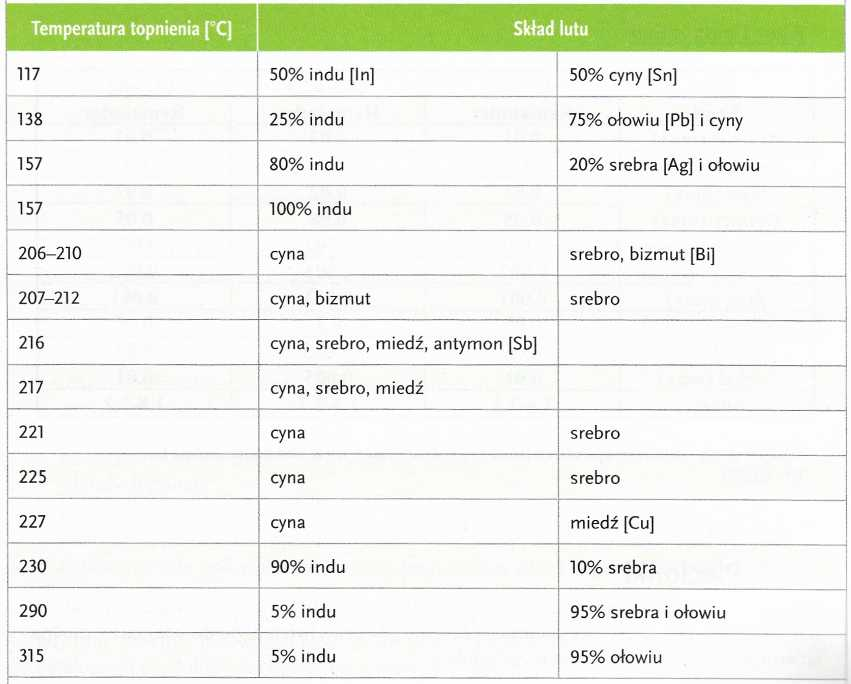 Temperatura topnienia [°C] Skład lutu
117 50% indu [In] 50% cyny [Sn]
138 25% indu 75% ołowiu [Pb] i cyny
157 80% indu 20% srebra [Ag] i ołowiu
157 100% indu
206–210 cyna srebro, bizmut [Bi]
207–212 cyna, bizmut srebro
216 cyna, srebro, miedź, antymon [Sb]
217 cyna, srebro, miedź
221 cyna srebro
225 cyna srebro
227 cyna miedź [Cu]
230 90% indu 10% srebra
290 5% indu 95% srebra i ołowiu
315 5% indu 95% ołowiu